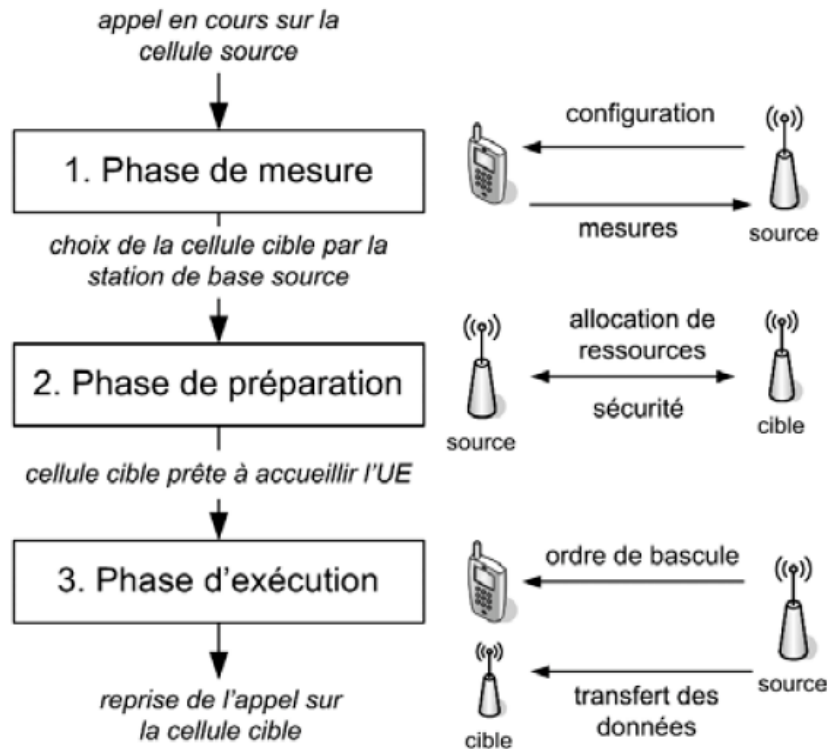 appel en cours sur la
cellule source
1. Phase de mesure
configuration
mesures
source
choix de la cellule cible par la
station de base source
2. Phase de préparation
allocation de
ressources
sécurité
source
cible
cellule cible prête à accueillir l'UE
3. Phase d'exécution
ordre de bascule
source
transfert des
données
cible
reprise de l'appel sur
la cellule cible